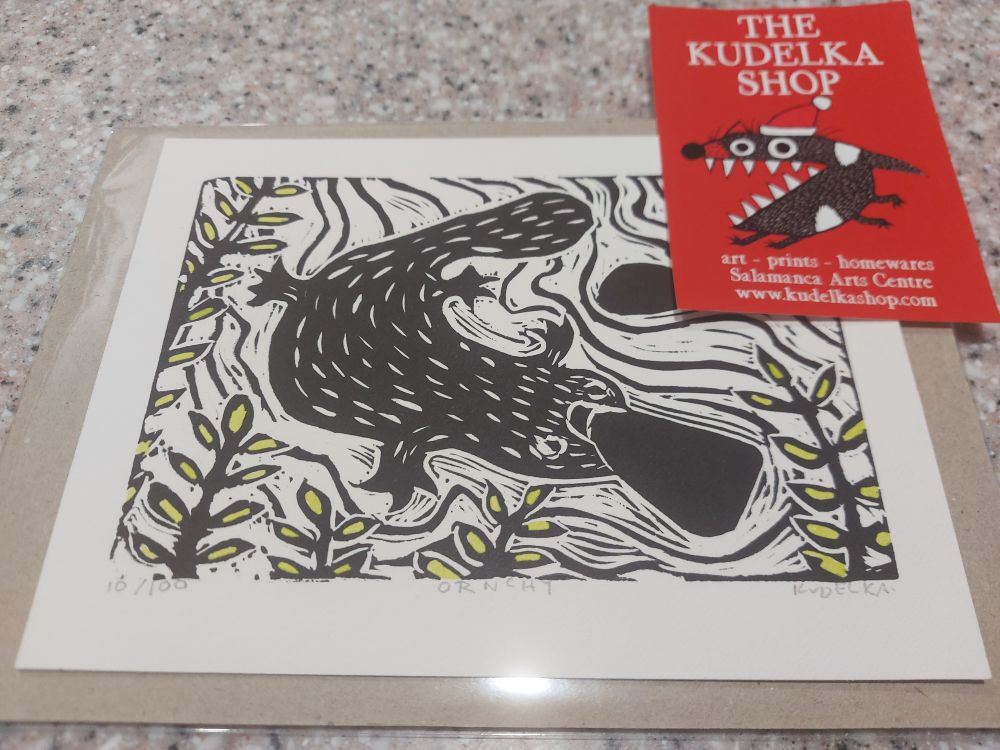 THE
KUDELKA
SHOP
art - prints - homewares
Salamanca Arts Centre
www.kudelkashop.com
10/100 ORNCHT KUDELKA.